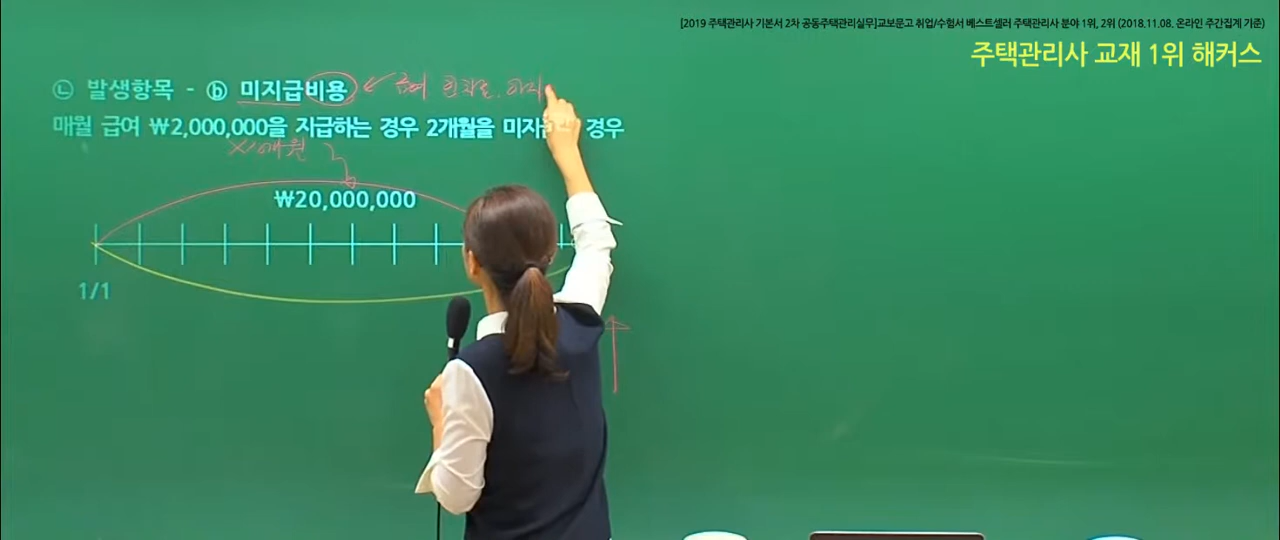 [2019 주택관리사 기본서 2차 공동주택관리실무]교보문고 취업/수험서 베스트셀러 주택관리사 분야 1위, 2위 (2018.11.08. 온라인 주간집계 기준)
주택관리사 교재 1위 해커스
㉡ 발생항목 - ⓑ 미지급비용
매월 급여 ₩2,000,000을 지급하는 경우 2개월을 미지 경우
₩20,000,000
1/1